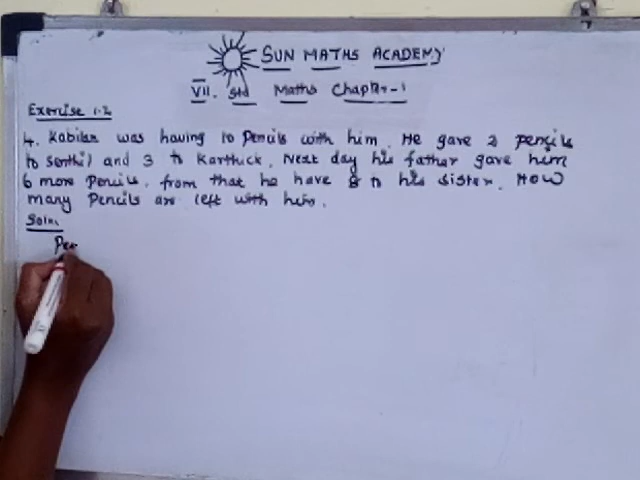 SUN MATHS ACADEMY
VII. Std Maths Chapter-1
Exercise 1.2
4. Kabilan was having 10 Pencils with him. He gave 2 pencils
to Senthil and 3 to Karthick. Next day his father gave him
6 more Pencils. from that he have 8 to his sister. How
many Pencils are left with him.
Soln.
Pen